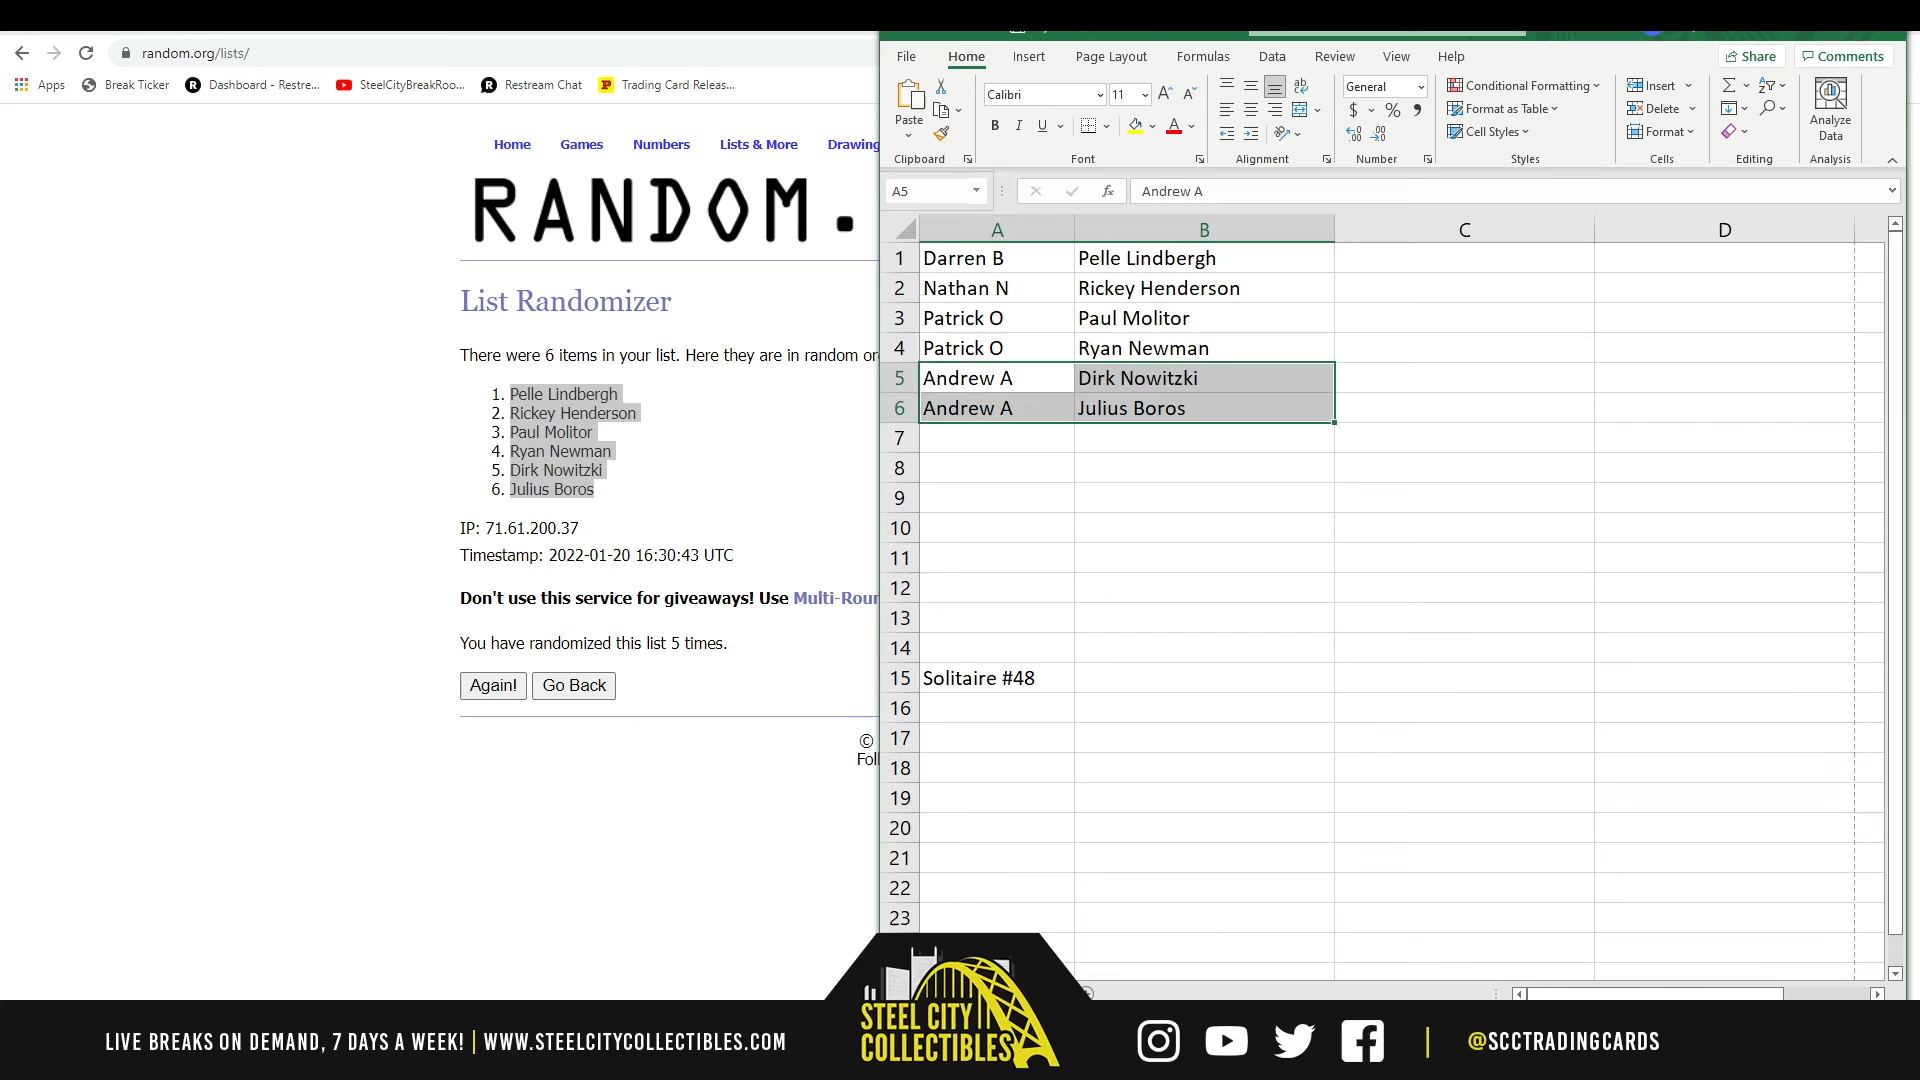 random.org/lists/
Apps Break Ticker Dashboard - Restre... SteelCityBreakRoo... Restream Chat Trading Card Releas...
Home Games Numbers Lists & More Drawing
RANDOM.
List Randomizer
There were 6 items in your list. Here they are in random or
1. Pelle Lindbergh
2. Rickey Henderson
3. Paul Molitor
4. Ryan Newman
5. Dirk Nowitzki
6. Julius Boros
IP: 71.61.200.37
Timestamp: 2022-01-20 16:30:43 UTC
Don't use this service for giveaways! Use Multi-Roun
You have randomized this list 5 times.
Again! Go Back
©
Foll
File Home Insert Page Layout Formulas Data Review View Help Share Comments
Paste Calibri 11 General Conditional Formatting Insert
Format as Table Delete
Cell Styles Format Analyze Data
Clipboard Font Alignment Number Styles Cells Editing Analysis
A5 fx Andrew A
A B C D
1 Darren B Pelle Lindbergh
2 Nathan N Rickey Henderson
3 Patrick O Paul Molitor
4 Patrick O Ryan Newman
5 Andrew A Dirk Nowitzki
6 Andrew A Julius Boros
7
8
9
10
11
12
13
14
15 Solitaire #48
16
17
18
19
20
21
22
23
LIVE BREAKS ON DEMAND, 7 DAYS A WEEK! | WWW.STEELCITYCOLLECTIBLES.COM
STEEL CITY
COLLECTIBLES
@SCCTRADINGCARDS